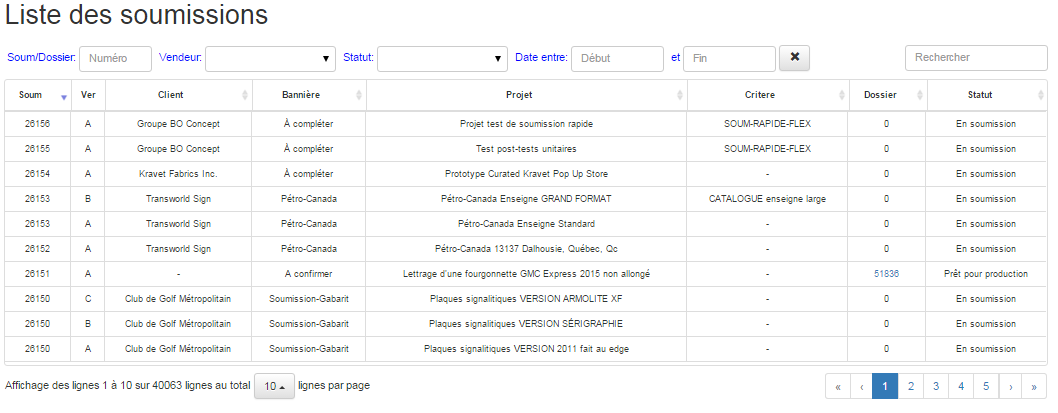 Liste des soumissions
Soum/Dossier: Numéro Vendeur: Statut: Date entre: Début et Fin ✖ Rechercher
Soum Ver Client Bannière Projet Critere Dossier Statut
26156 A Groupe BO Concept À compléter Projet test de soumission rapide SOUM-RAPIDE-FLEX 0 En soumission
26155 A Groupe BO Concept À compléter Test post-tests unitaires SOUM-RAPIDE-FLEX 0 En soumission
26154 A Kravet Fabrics Inc. À compléter Prototype Curated Kravet Pop Up Store - 0 En soumission
26153 B Transworld Sign Pétro-Canada Pétro-Canada Enseigne GRAND FORMAT CATALOGUE enseigne large 0 En soumission
26153 A Transworld Sign Pétro-Canada Pétro-Canada Enseigne Standard - 0 En soumission
26152 A Transworld Sign Pétro-Canada Pétro-Canada 13137 Dalhousie, Québec, Qc - 0 En soumission
26151 A - A confirmer Lettrage d'une fourgonnette GMC Express 2015 non allongé - 51836 Prêt pour production
26150 C Club de Golf Métropolitain Soumission-Gabarit Plaques signalitiques VERSION ARMOLITE XF - 0 En soumission
26150 B Club de Golf Métropolitain Soumission-Gabarit Plaques signalitiques VERSION SÉRIGRAPHIE - 0 En soumission
26150 A Club de Golf Métropolitain Soumission-Gabarit Plaques signalitiques VERSION 2011 fait au edge - 0 En soumission
Affichage des lignes 1 à 10 sur 40063 lignes au total 10 lignes par page « ‹ 1 2 3 4 5 › »